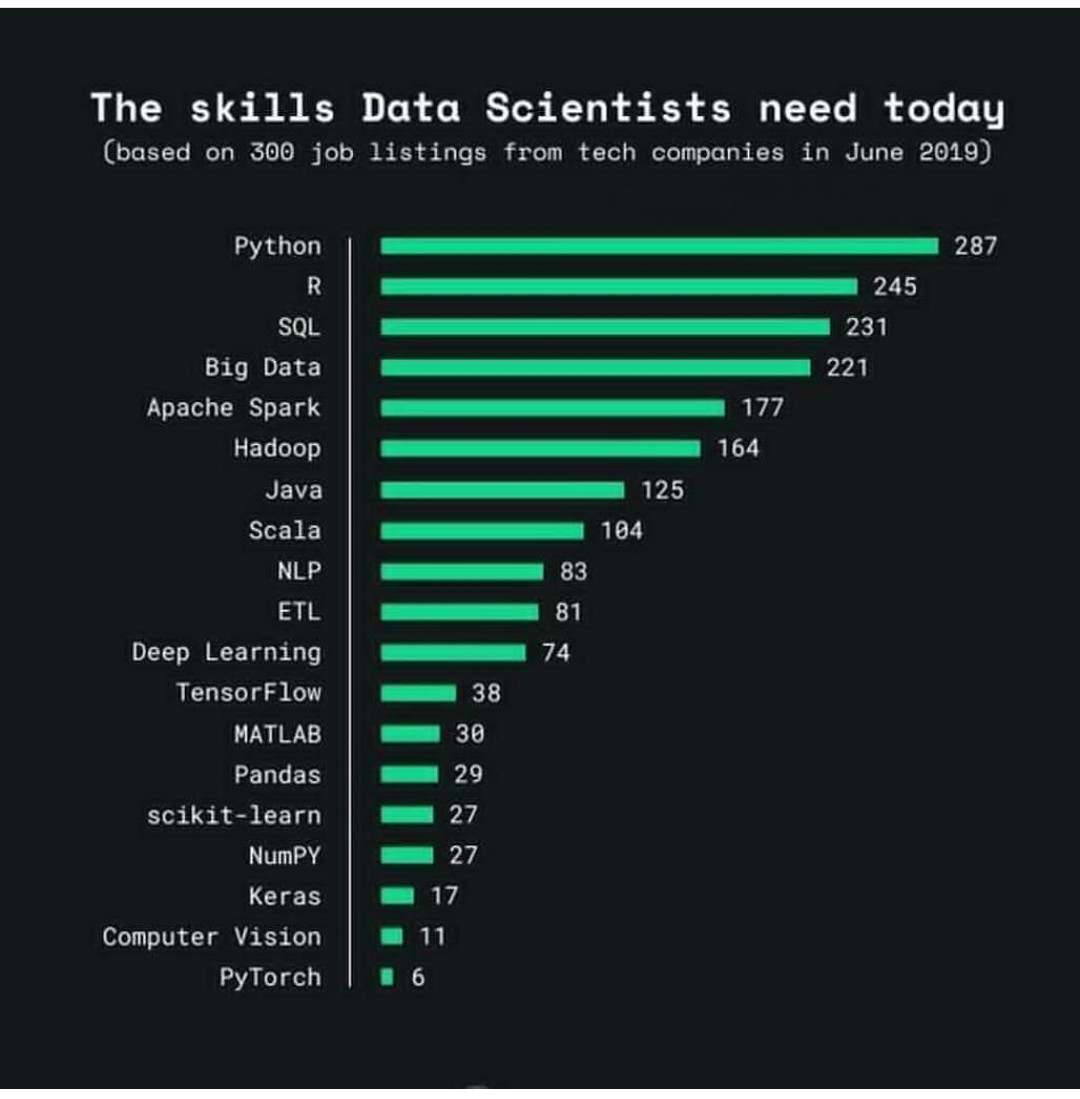 The skills Data Scientists need today
(based on 300 job listings from tech companies in June 2019)
Python 287
R 245
SQL 231
Big Data 221
Apache Spark 177
Hadoop 164
Java 125
Scala 104
NLP 83
ETL 81
Deep Learning 74
TensorFlow 38
MATLAB 30
Pandas 29
scikit-learn 27
NumPY 27
Keras 17
Computer Vision 11
PyTorch 6